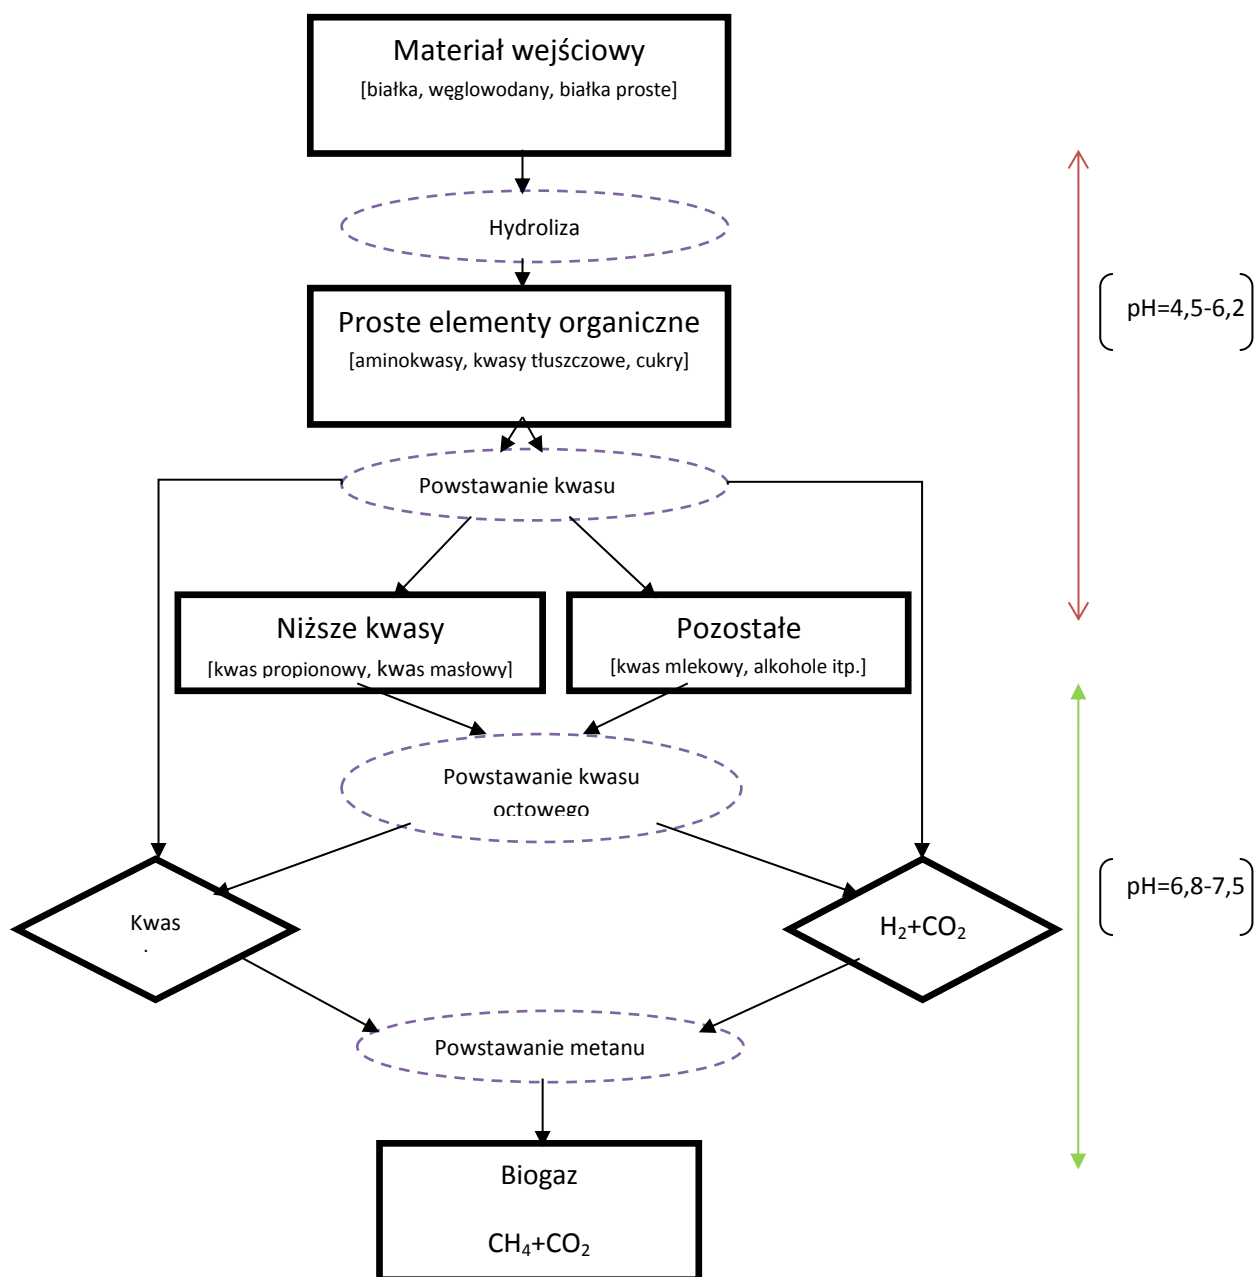 Materiał wejściowy
[białka, węglowodany, białka proste]
Hydroliza
Proste elementy organiczne
[aminokwasy, kwasy tłuszczowe, cukry]
pH=4,5-6,2
Powstawanie kwasu
Niższe kwasy
[kwas propionowy, kwas masłowy]
Pozostałe
[kwas mlekowy, alkohole itp.]
Powstawanie kwasu
octowego
Kwas
H₂+CO₂
pH=6,8-7,5
Powstawanie metanu
Biogaz
CH₄+CO₂